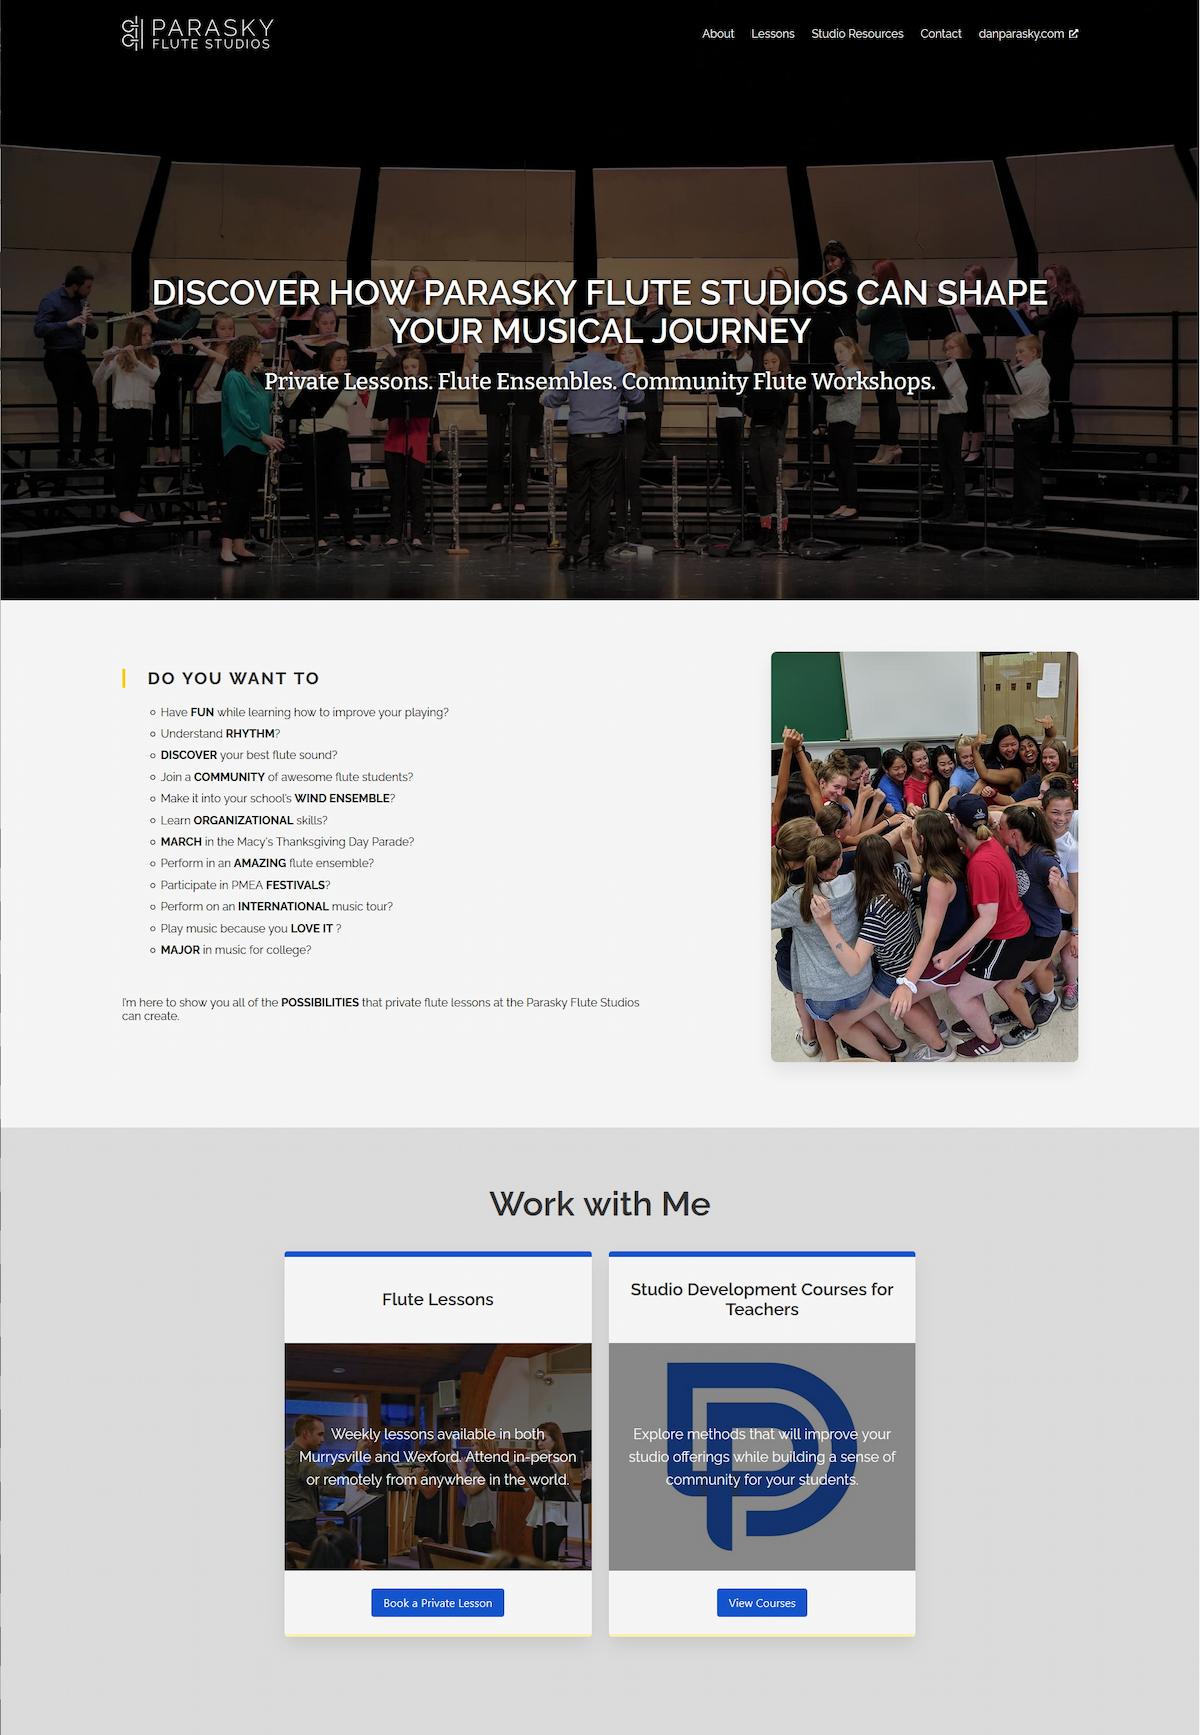 PARASKY
FLUTE STUDIOS
About Lessons Studio Resources Contact danparasky.com
DISCOVER HOW PARASKY FLUTE STUDIOS CAN SHAPE
YOUR MUSICAL JOURNEY
Private Lessons. Flute Ensembles. Community Flute Workshops.
DO YOU WANT TO
Have FUN while learning how to improve your playing?
Understand RHYTHM?
DISCOVER your best flute sound?
Join a COMMUNITY of awesome flute students?
Make it into your school's WIND ENSEMBLE?
Learn ORGANIZATIONAL skills?
MARCH in the Macy's Thanksgiving Day Parade?
Perform in an AMAZING flute ensemble?
Participate in PMEA FESTIVALS?
Perform on an INTERNATIONAL music tour?
Play music because you LOVE IT ?
MAJOR in music for college?
I'm here to show you all of the POSSIBILITIES that private flute lessons at the Parasky Flute Studios
can create.
Work with Me
Flute Lessons
Weekly lessons available in both
Murrysville and Wexford. Attend in-person
or remotely from anywhere in the world.
Book a Private Lesson
Studio Development Courses for
Teachers
Explore methods that will improve your
studio offerings while building a sense of
community for your students.
View Courses